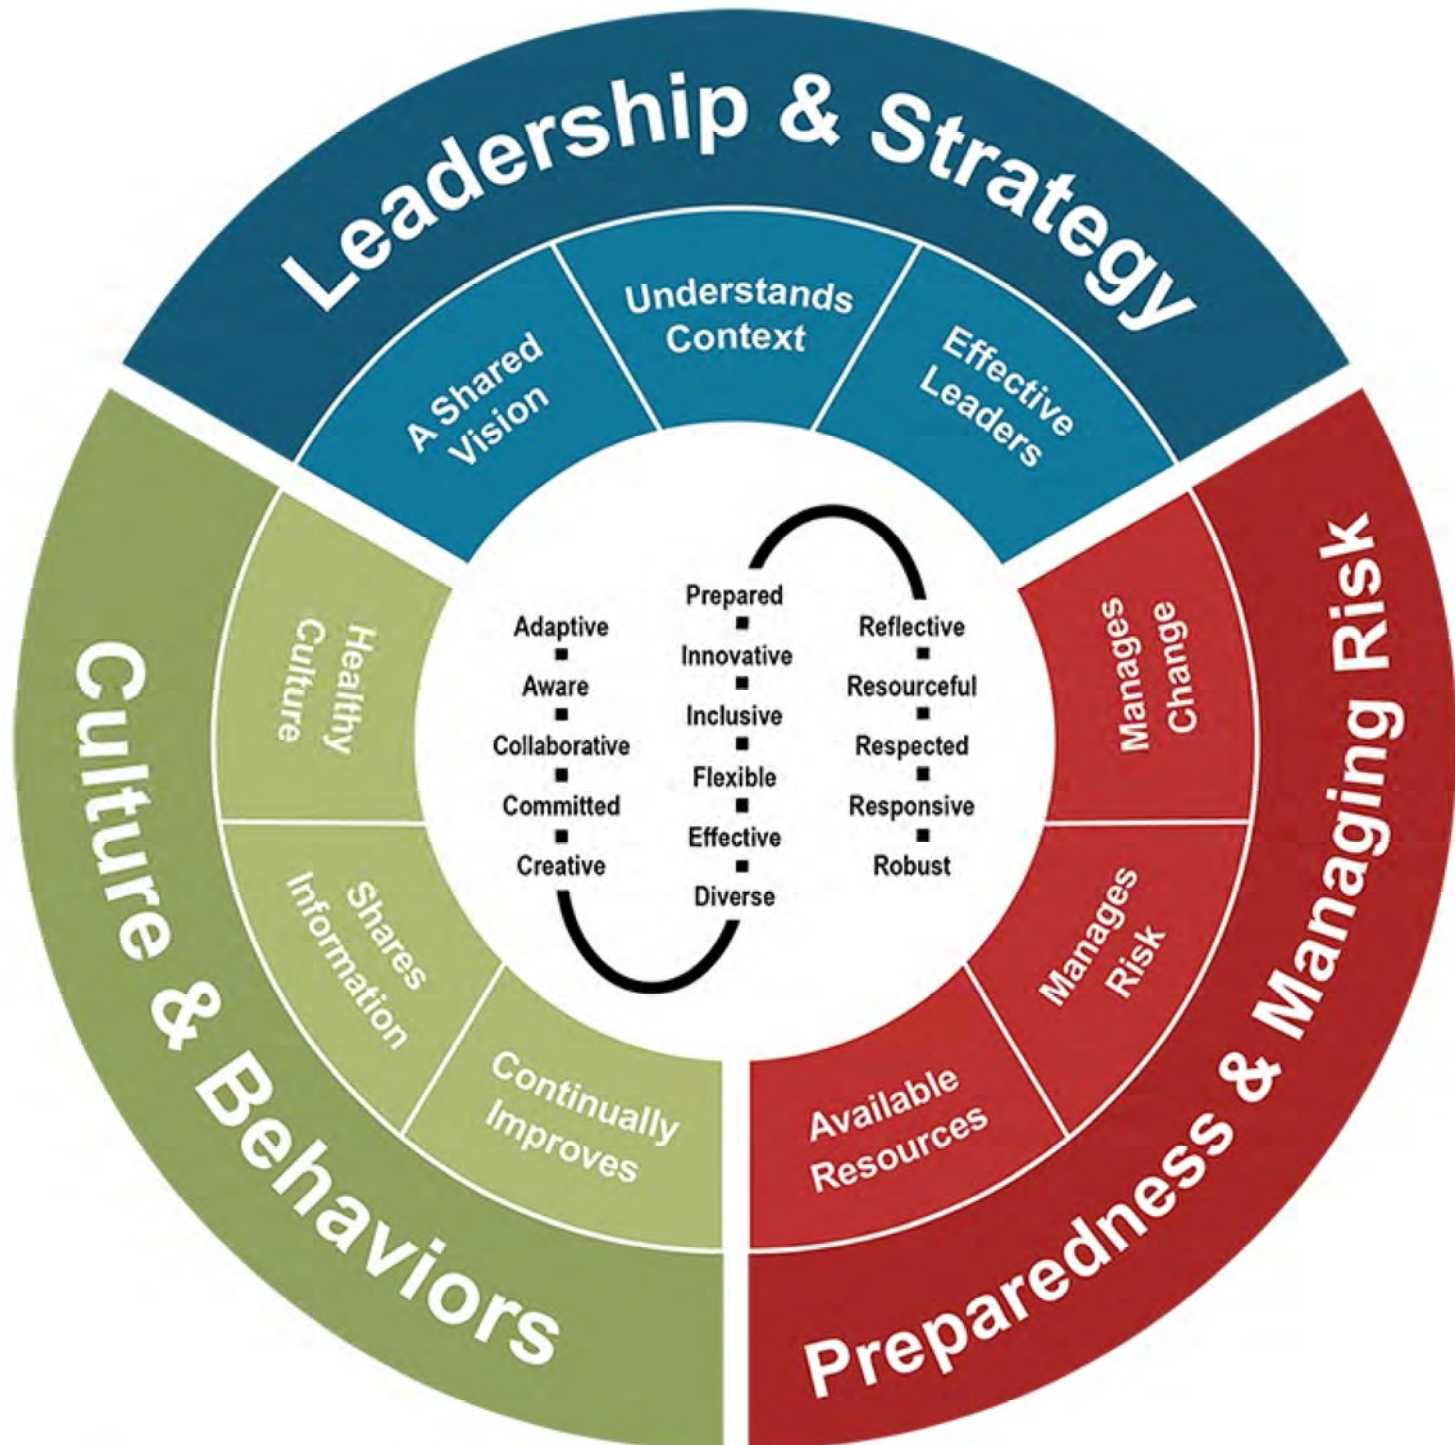 Leadership & Strategy
A Shared
Vision
Understands
Context
Effective
Leaders
Preparedness & Managing Risk
Manages
Change
Manages
Risk
Available
Resources
Culture & Behaviors
Healthy
Culture
Shares
Information
Continually
Improves
Adaptive
Aware
Collaborative
Committed
Creative
Prepared
Innovative
Inclusive
Flexible
Effective
Diverse
Reflective
Resourceful
Respected
Responsive
Robust